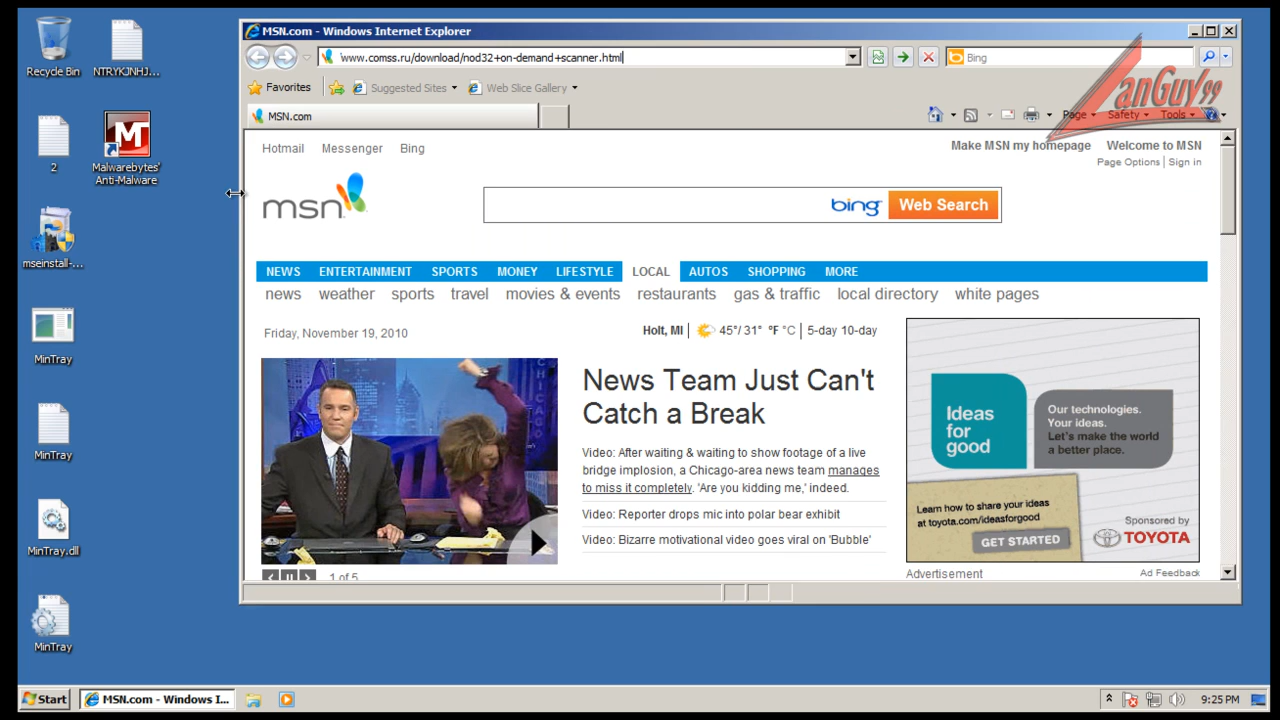 Recycle Bin
NTRYKJNHJ...
2
Malwarebytes'
Anti-Malware
mseinstall-...
MinTray
MinTray
MinTray.dll
MinTray
MSN.com - Windows Internet Explorer
www.comss.ru/download/nod32+on-demand+scanner.html
Bing
Favorites
Suggested Sites
Web Slice Gallery
MSN.com
Page
Safety
Tools
anGuy99
Hotmail
Messenger
Bing
Make MSN my homepage
Welcome to MSN
Page Options | Sign in
msn
bing
Web Search
NEWS ENTERTAINMENT SPORTS MONEY LIFESTYLE LOCAL AUTOS SHOPPING MORE
news weather sports travel movies & events restaurants gas & traffic local directory white pages
Friday, November 19, 2010
Holt, MI | 45°/ 31° °F °C | 5-day 10-day
CHICAGO
News Team Just Can't
Catch a Break
Video: After waiting & waiting to show footage of a live
bridge implosion, a Chicago-area news team manages
to miss it completely. 'Are you kidding me,' indeed.
Video: Reporter drops mic into polar bear exhibit
Video: Bizarre motivational video goes viral on 'Bubble'
1 of 5
Ideas
for
good
Our technologies.
Your ideas.
Let's make the world
a better place.
Learn how to share your ideas
at toyota.com/ideasforgood
GET STARTED
Sponsored by
TOYOTA
Advertisement
Ad Feedback
Start
MSN.com - Windows I...
9:25 PM